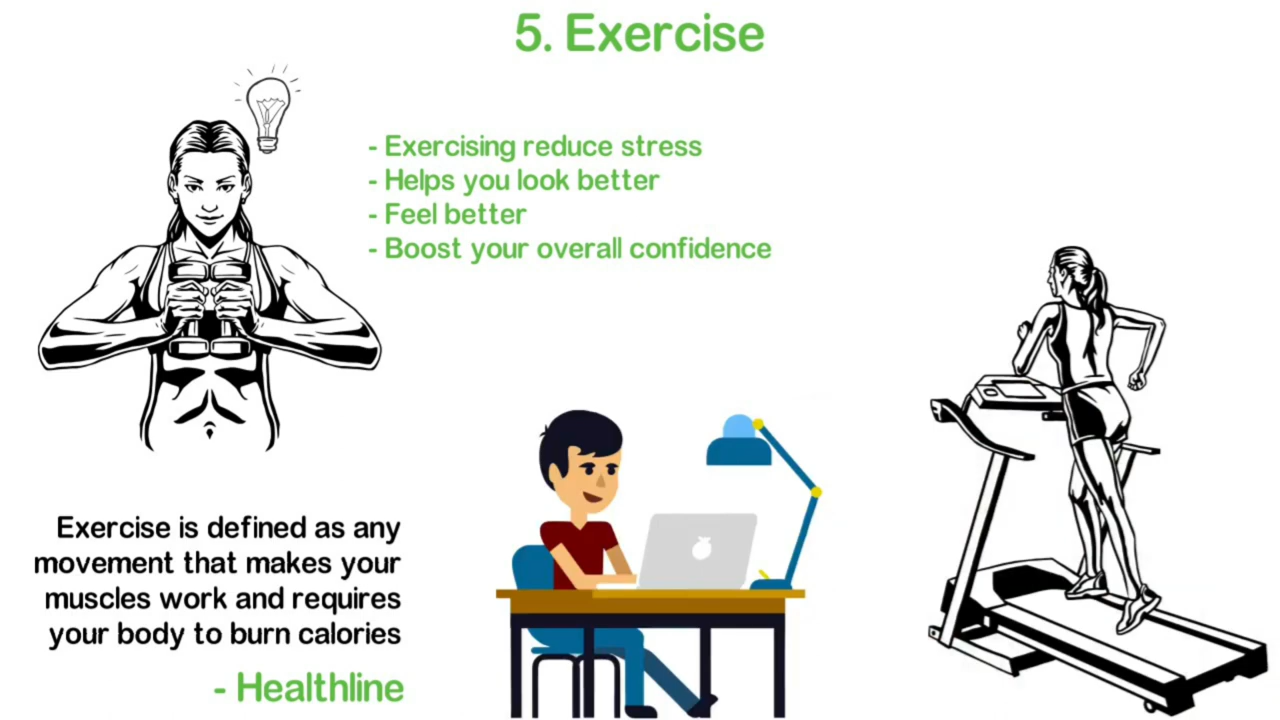 5. Exercise
- Exercising reduce stress
- Helps you look better
- Feel better
- Boost your overall confidence
Exercise is defined as any
movement that makes your
muscles work and requires
your body to burn calories
- Healthline